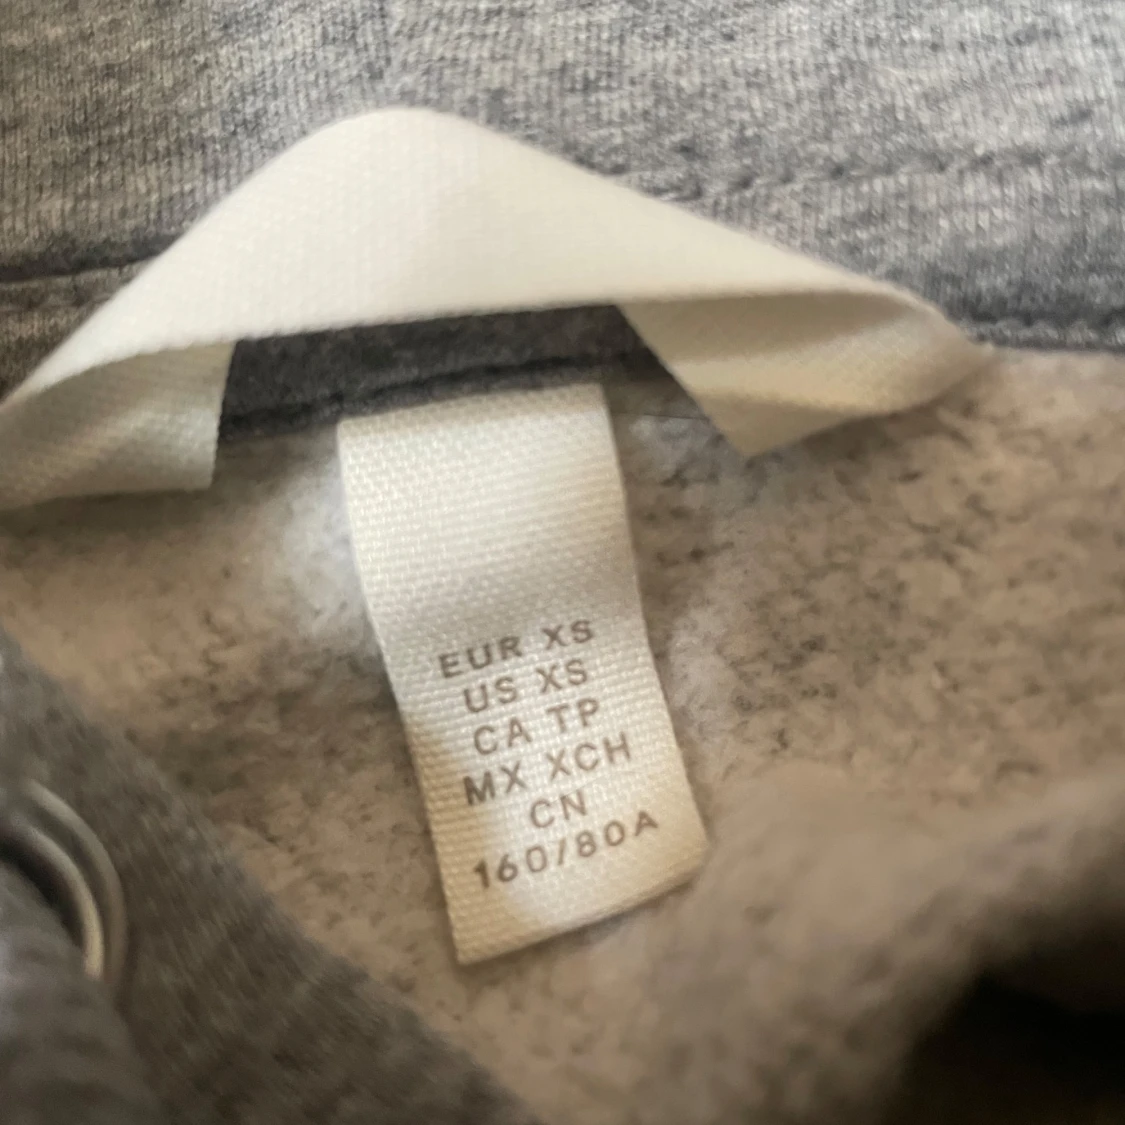 EUR XS
US XS
CA TP
MX XCH
CN
160/80A